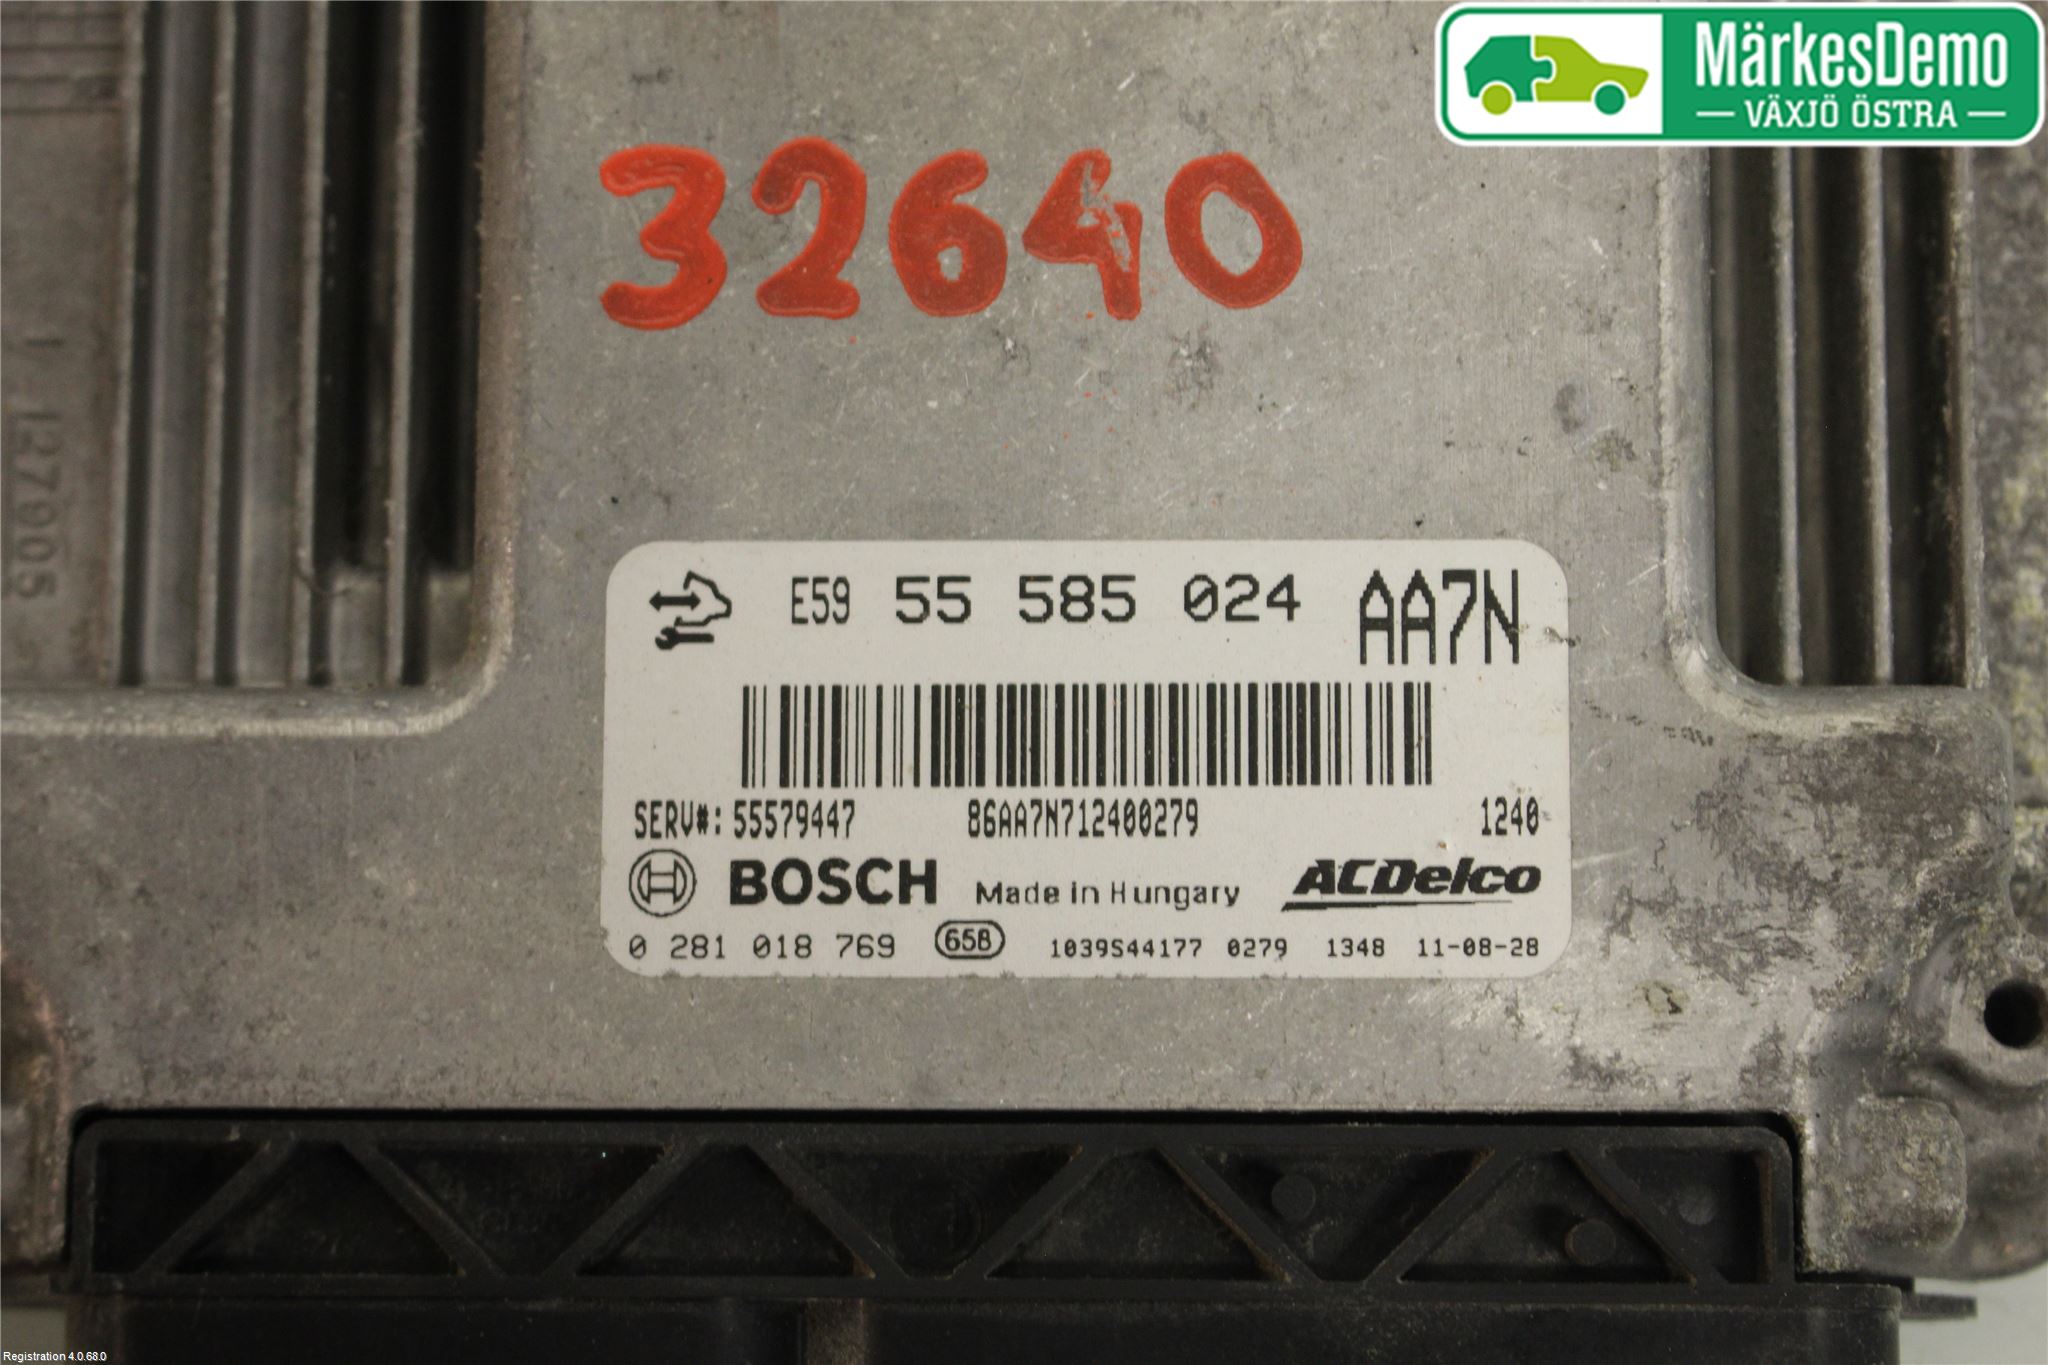 MärkesDemo
VÄXJÖ ÖSTRA
32640
E59 55 585 024 AA7N
SERV#: 55579447 86AA7N712400279 1240
BOSCH Made in Hungary ACDelco
0 281 018 769 65B 1039S44177 0279 1348 11-08-28
Registration 4.0.68.0